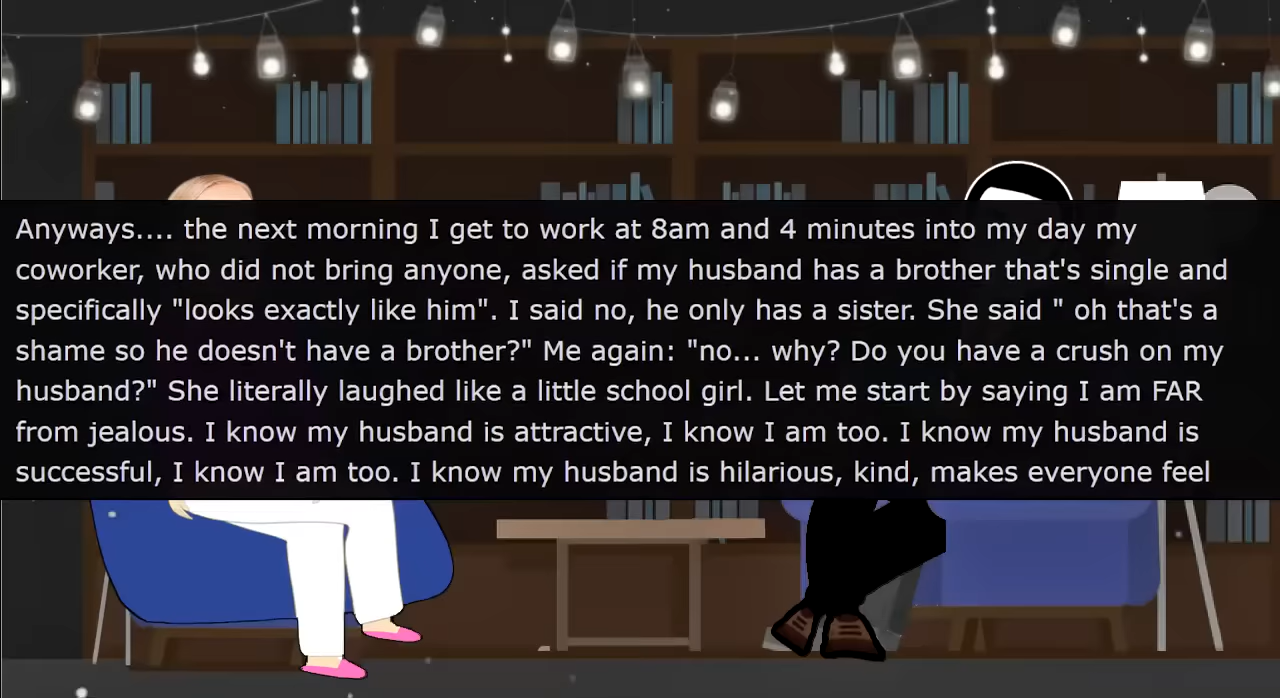 Anyways.... the next morning I get to work at 8am and 4 minutes into my day my
coworker, who did not bring anyone, asked if my husband has a brother that's single and
specifically "looks exactly like him". I said no, he only has a sister. She said " oh that's a
shame so he doesn't have a brother?" Me again: "no... why? Do you have a crush on my
husband?" She literally laughed like a little school girl. Let me start by saying I am FAR
from jealous. I know my husband is attractive, I know I am too. I know my husband is
successful, I know I am too. I know my husband is hilarious, kind, makes everyone feel